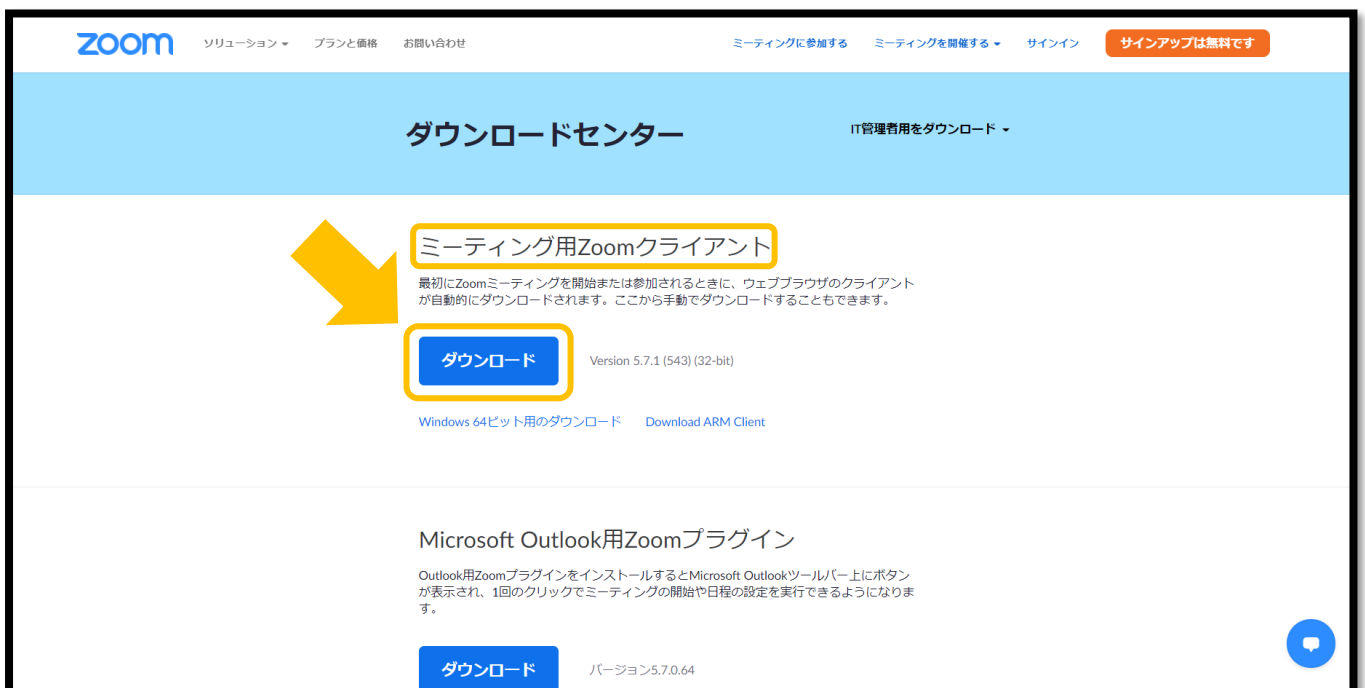 zoom ソリューション プランと価格 お問い合わせ ミーティングに参加する ミーティングを開催する サインイン サインアップは無料です
ダウンロードセンター IT管理者用をダウンロード
ミーティング用Zoomクライアント
最初にZoomミーティングを開始または参加されるときに、ウェブブラウザのクライアント
が自動的にダウンロードされます。ここから手動でダウンロードすることもできます。
ダウンロード Version 5.7.1 (543) (32-bit)
Windows 64ビット用のダウンロード Download ARM Client
Microsoft Outlook用Zoomプラグイン
Outlook用ZoomプラグインをインストールするとMicrosoft Outlookツールバー上にボタン
が表示され、1回のクリックでミーティングの開始や日程の設定を実行できるようになりま
す。
ダウンロード バージョン5.7.0.64